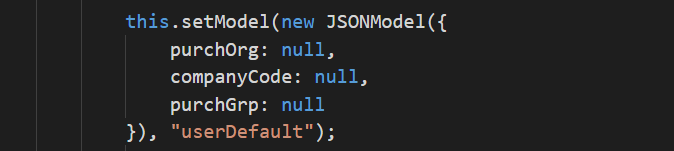 this.setModel(new JSONModel({
purchOrg: null,
companyCode: null,
purchGrp: null
}), "userDefault");